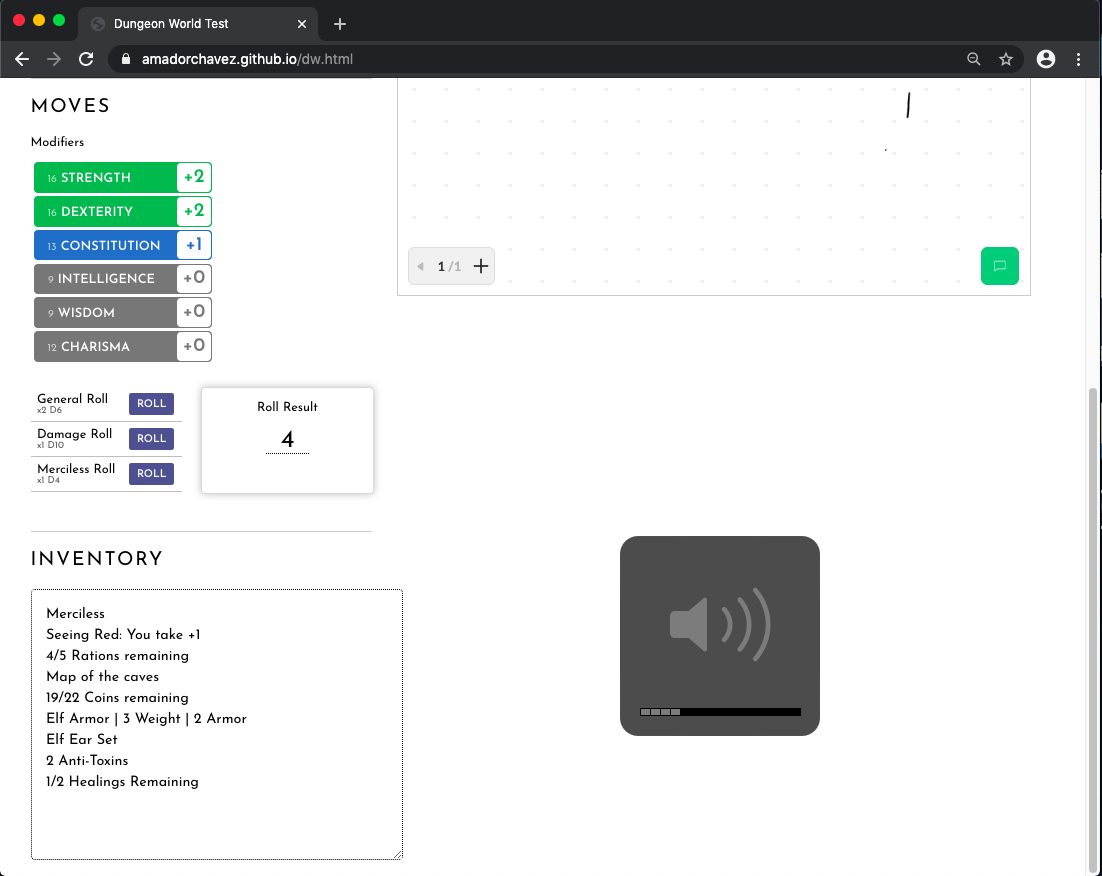 Dungeon World Test
amadorchavez.github.io/dw.html
MOVES
Modifiers
16 STRENGTH +2
16 DEXTERITY +2
13 CONSTITUTION +1
9 INTELLIGENCE +0
9 WISDOM +0
12 CHARISMA +0
1 /1
General Roll
x2 D6
ROLL
Damage Roll
x1 D10
ROLL
Merciless Roll
x1 D4
ROLL
Roll Result
4
INVENTORY
Merciless
Seeing Red: You take +1
4/5 Rations remaining
Map of the caves
19/22 Coins remaining
Elf Armor | 3 Weight | 2 Armor
Elf Ear Set
2 Anti-Toxins
1/2 Healings Remaining